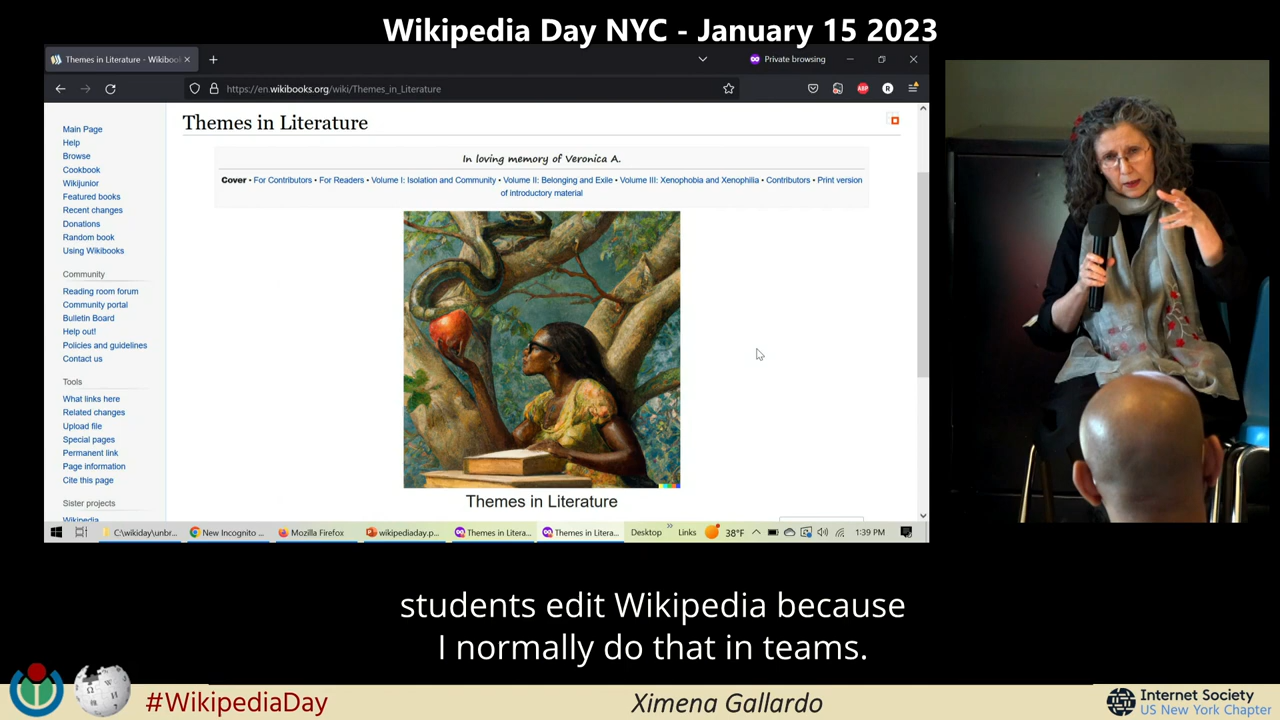 Wikipedia Day NYC - January 15 2023
Themes in Literature - Wikiboo
Private browsing
https://en.wikibooks.org/wiki/Themes_in_Literature
ABP
R
Main Page
Help
Browse
Cookbook
Wikijunior
Featured books
Recent changes
Donations
Random book
Using Wikibooks
Community
Reading room forum
Community portal
Bulletin Board
Help out!
Policies and guidelines
Contact us
Tools
What links here
Related changes
Upload file
Special pages
Permanent link
Page information
Cite this page
Sister projects
Wikipedia
Themes in Literature
In loving memory of Veronica A.
Cover • For Contributors • For Readers • Volume I: Isolation and Community • Volume II: Belonging and Exile • Volume III: Xenophobia and Xenophilia • Contributors • Print version
of introductory material
Themes in Literature
C:\wikiday\unbr...
New Incognito ...
Mozilla Firefox
wikipediaday.p...
Themes in Litera...
Themes in Litera...
Desktop
»
Links
38°F
1:39 PM
students edit Wikipedia because
I normally do that in teams.
#WikipediaDay
Ximena Gallardo
Internet Society
US New York Chapter